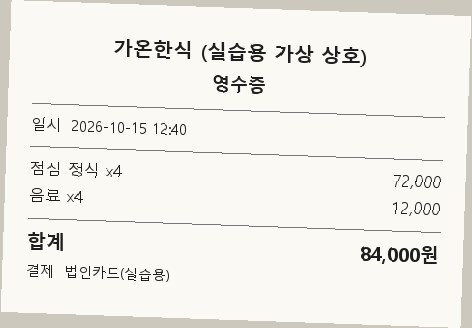 가온한식 (실습용 가상 상호)
영수증
일시 2026-10-15 12:40
점심 정식 x4 72,000
음료 x4 12,000
합계 84,000원
결제 법인카드(실습용)